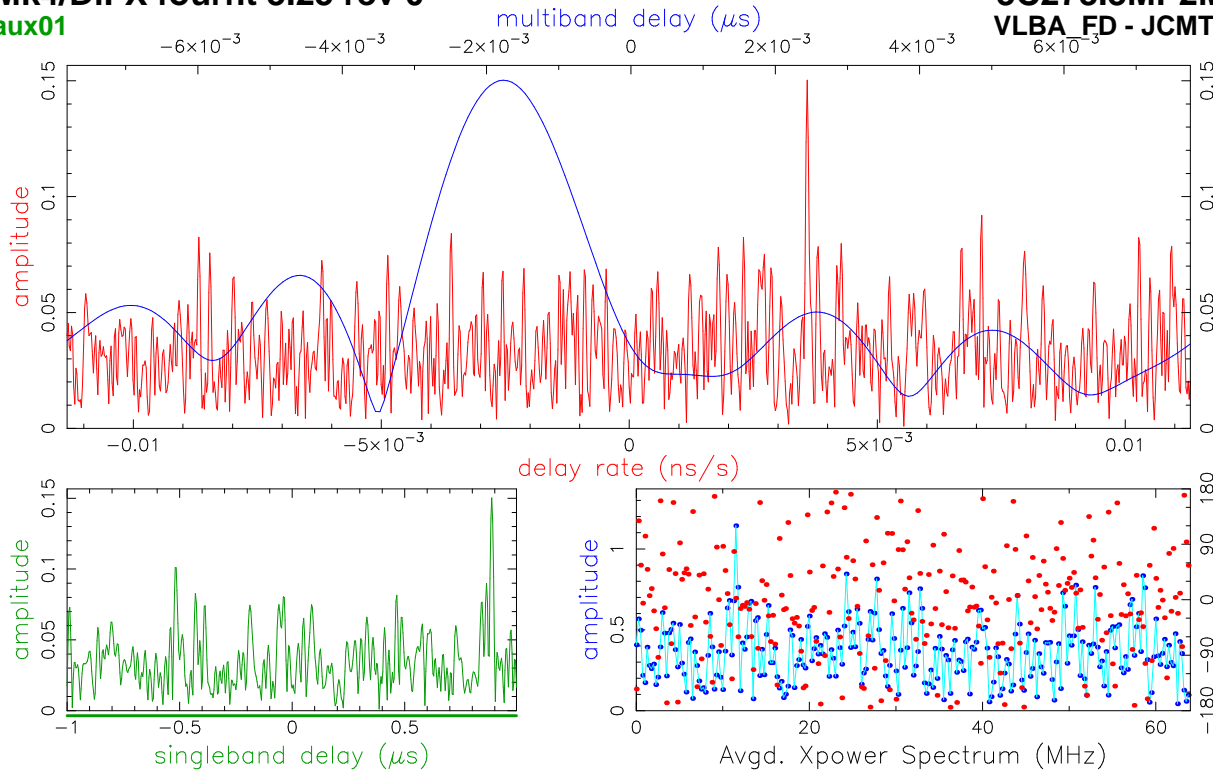 multiband delay (μs)
aux01
VLBA_FD - JCMT
−6×10⁻³ −4×10⁻³ −2×10⁻³ 0 2×10⁻³ 4×10⁻³ 6×10⁻³
0.15 0.15
0.1 0.1
0.05 0.05
0 0
amplitude
−0.01 −5×10⁻³ 0 5×10⁻³ 0.01
delay rate (ns/s)
0.15
0.1
0.05
0
amplitude
−1 −0.5 0 0.5
singleband delay (μs)
1
0.5
0
amplitude
180
90
0
−90
−180
0 20 40 60
Avgd. Xpower Spectrum (MHz)